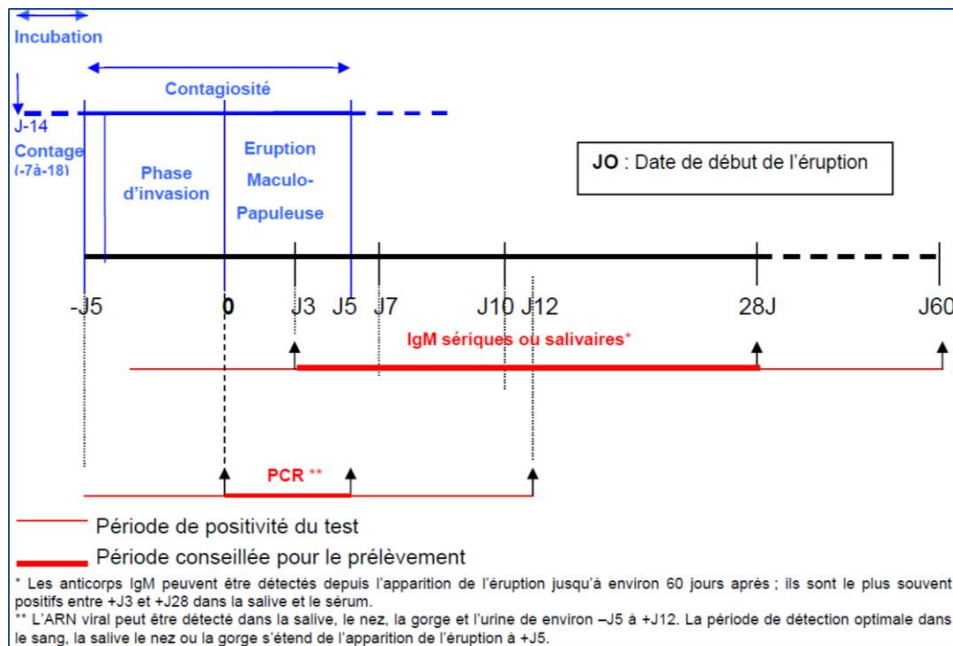 Incubation
Contagiosité
J-14
Contage
(-7à-18)
Phase
d'invasion
Eruption
Maculo-
Papuleuse
JO : Date de début de l'éruption
-J5 0 J3 J5 J7 J10 J12 28J J60
IgM sériques ou salivaires*
PCR **
Période de positivité du test
Période conseillée pour le prélèvement
* Les anticorps IgM peuvent être détectés depuis l'apparition de l'éruption jusqu'à environ 60 jours après ; ils sont le plus souvent
positifs entre +J3 et +J28 dans la salive et le sérum.
** L'ARN viral peut être détecté dans la salive, le nez, la gorge et l'urine de environ –J5 à +J12. La période de détection optimale dans
le sang, la salive le nez ou la gorge s'étend de l'apparition de l'éruption à +J5.